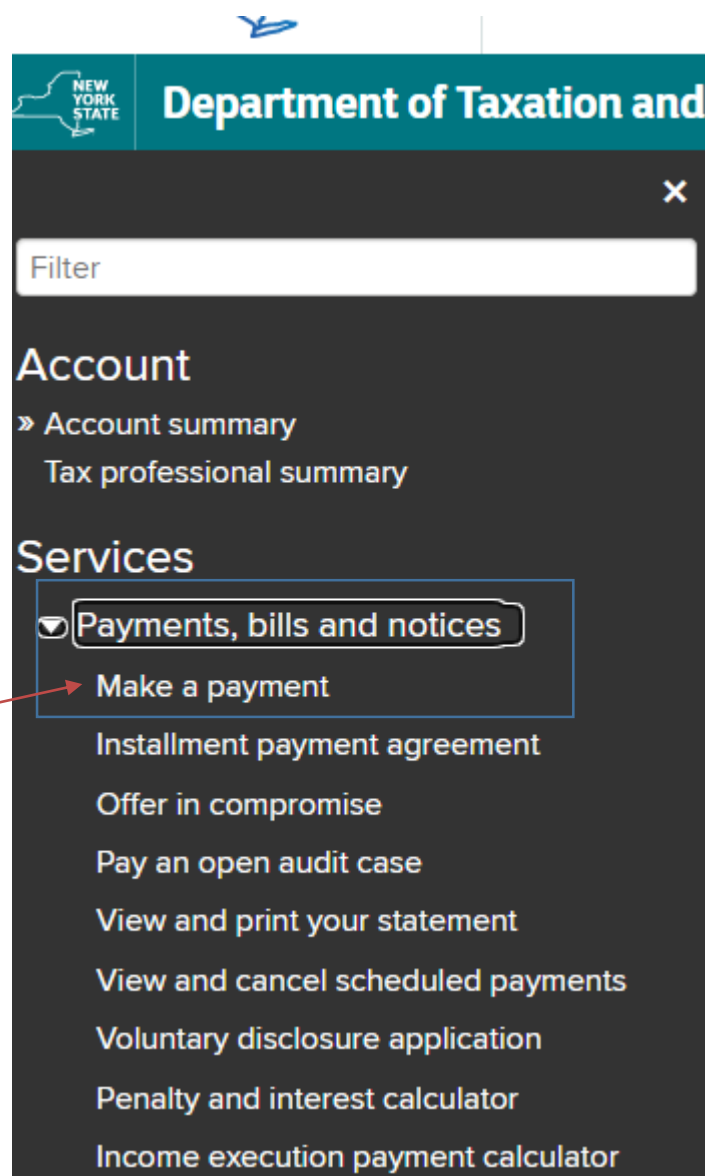 NEW
YORK
STATE
Department of Taxation and
×
Filter
Account
» Account summary
Tax professional summary
Services
Payments, bills and notices
Make a payment
Installment payment agreement
Offer in compromise
Pay an open audit case
View and print your statement
View and cancel scheduled payments
Voluntary disclosure application
Penalty and interest calculator
Income execution payment calculator